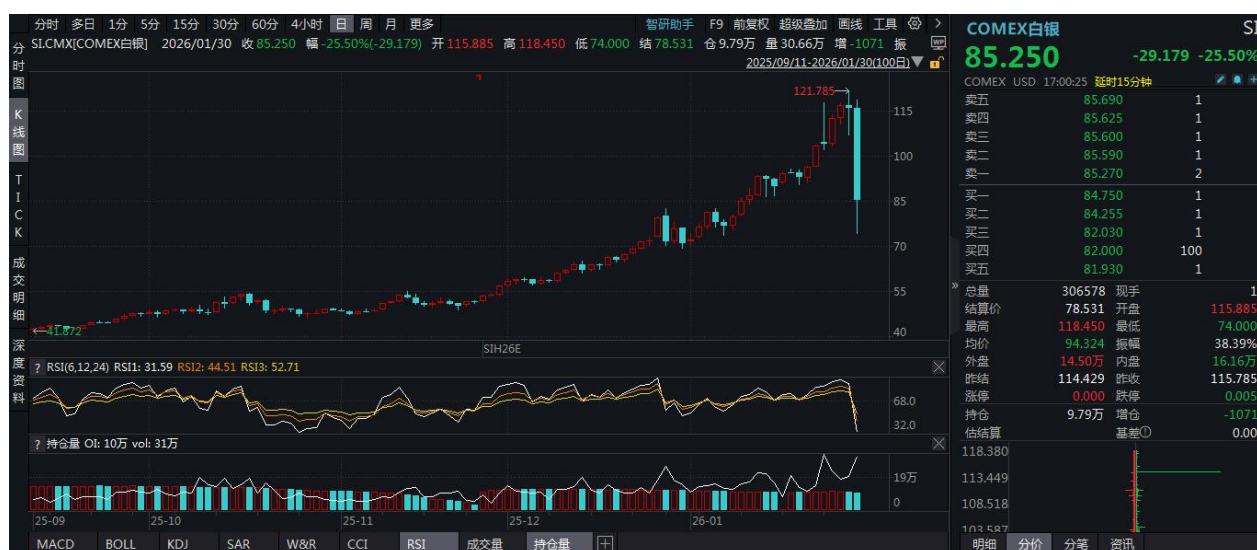 分时 多日 1分 5分 15分 30分 60分 4小时 日 周 月 更多 智研助手 F9 前复权 超级叠加 画线 工具
SI.CMX[COMEX白银] 2026/01/30 收85.250 幅-25.50%(-29.179) 开115.885 高118.450 低74.000 结78.531 仓9.79万 量30.66万 增-1071 振
2025/09/11-2026/01/30(100日)
分时图
K线图
TICK
成交明细
深度资料
121.785
41.872
115
100
85
70
55
40
SIH26E
? RSI(6,12,24) RSI1: 31.59 RSI2: 44.51 RSI3: 52.71
68.0
32.0
? 持仓量 OI: 10万 vol: 31万
19万
0
25-09 25-10 25-11 25-12 26-01
MACD BOLL KDJ SAR W&R CCI RSI 成交量 持仓量
COMEX白银 SI
85.250 -29.179 -25.50%
COMEX USD 17:00:25 延时15分钟
卖五 85.690 1
卖四 85.625 1
卖三 85.600 1
卖二 85.590 1
卖一 85.270 2
买一 84.750 1
买二 84.255 1
买三 82.030 1
买四 82.000 100
买五 81.930 1
总量 306578 现手 1
结算价 78.531 开盘 115.885
最高 118.450 最低 74.000
均价 94.324 振幅 38.39%
外盘 14.50万 内盘 16.16万
昨结 114.429 昨收 115.785
涨停 0.000 跌停 0.005
持仓 9.79万 增仓 -1071
估结算 基差 0.00
118.380
113.449
108.518
103.587
明细 分价 分笔 资讯